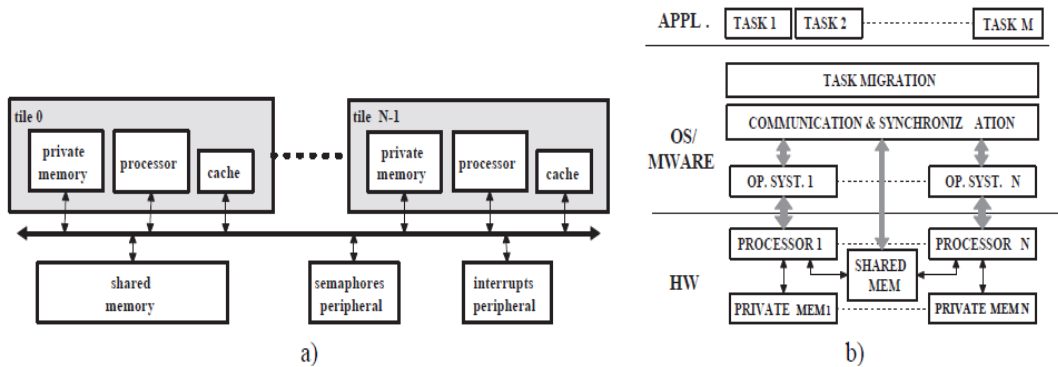 tile 0
private
memory
processor
cache
tile N-1
private
memory
processor
cache
shared
memory
semaphores
peripheral
interrupts
peripheral
a)
APPL .
TASK 1
TASK 2
TASK M
TASK MIGRATION
COMMUNICATION & SYNCHRONIZ ATION
OS/
MWARE
OP. SYST. 1
OP. SYST. N
HW
PROCESSOR 1
PROCESSOR N
SHARED
MEM
PRIVATE MEM1
PRIVATE MEM N
b)